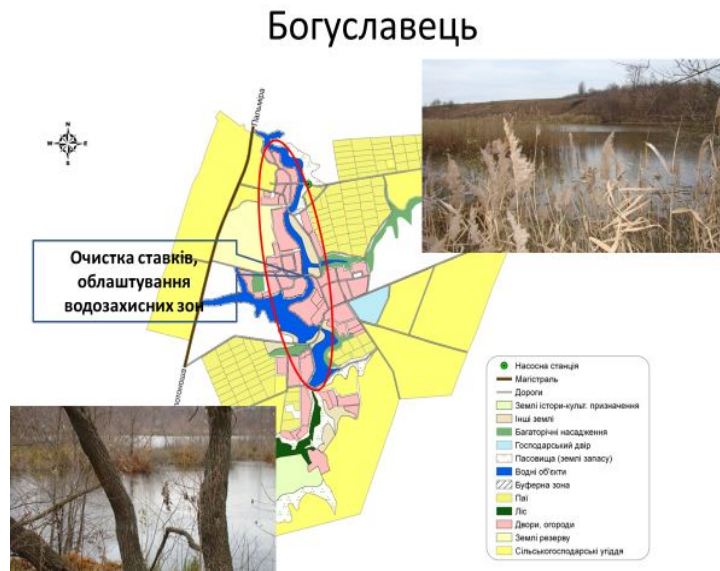 Богуславець
N
W
E
S
Пальміра
Очистка ставків,
облаштування
водозахисних зон
Насосна станція
Магістраль
Дороги
Землі істори-культ. призначення
Інші землі
Багаторічні насадження
Господарський двір
Пасовища (землі запасу)
Водні об'єкти
Буферна зона
Паї
Ліс
Двори, огороди
Землі резерву
Сільськогосподарські угіддя